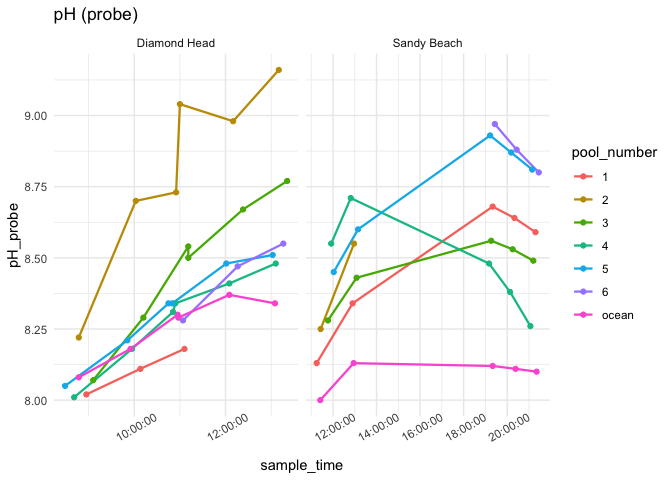 pH (probe)
Diamond Head
Sandy Beach
pH_probe
9.00
8.75
8.50
8.25
8.00
10:00:00
12:00:00
12:00:00
14:00:00
16:00:00
18:00:00
20:00:00
sample_time
pool_number
1
2
3
4
5
6
ocean